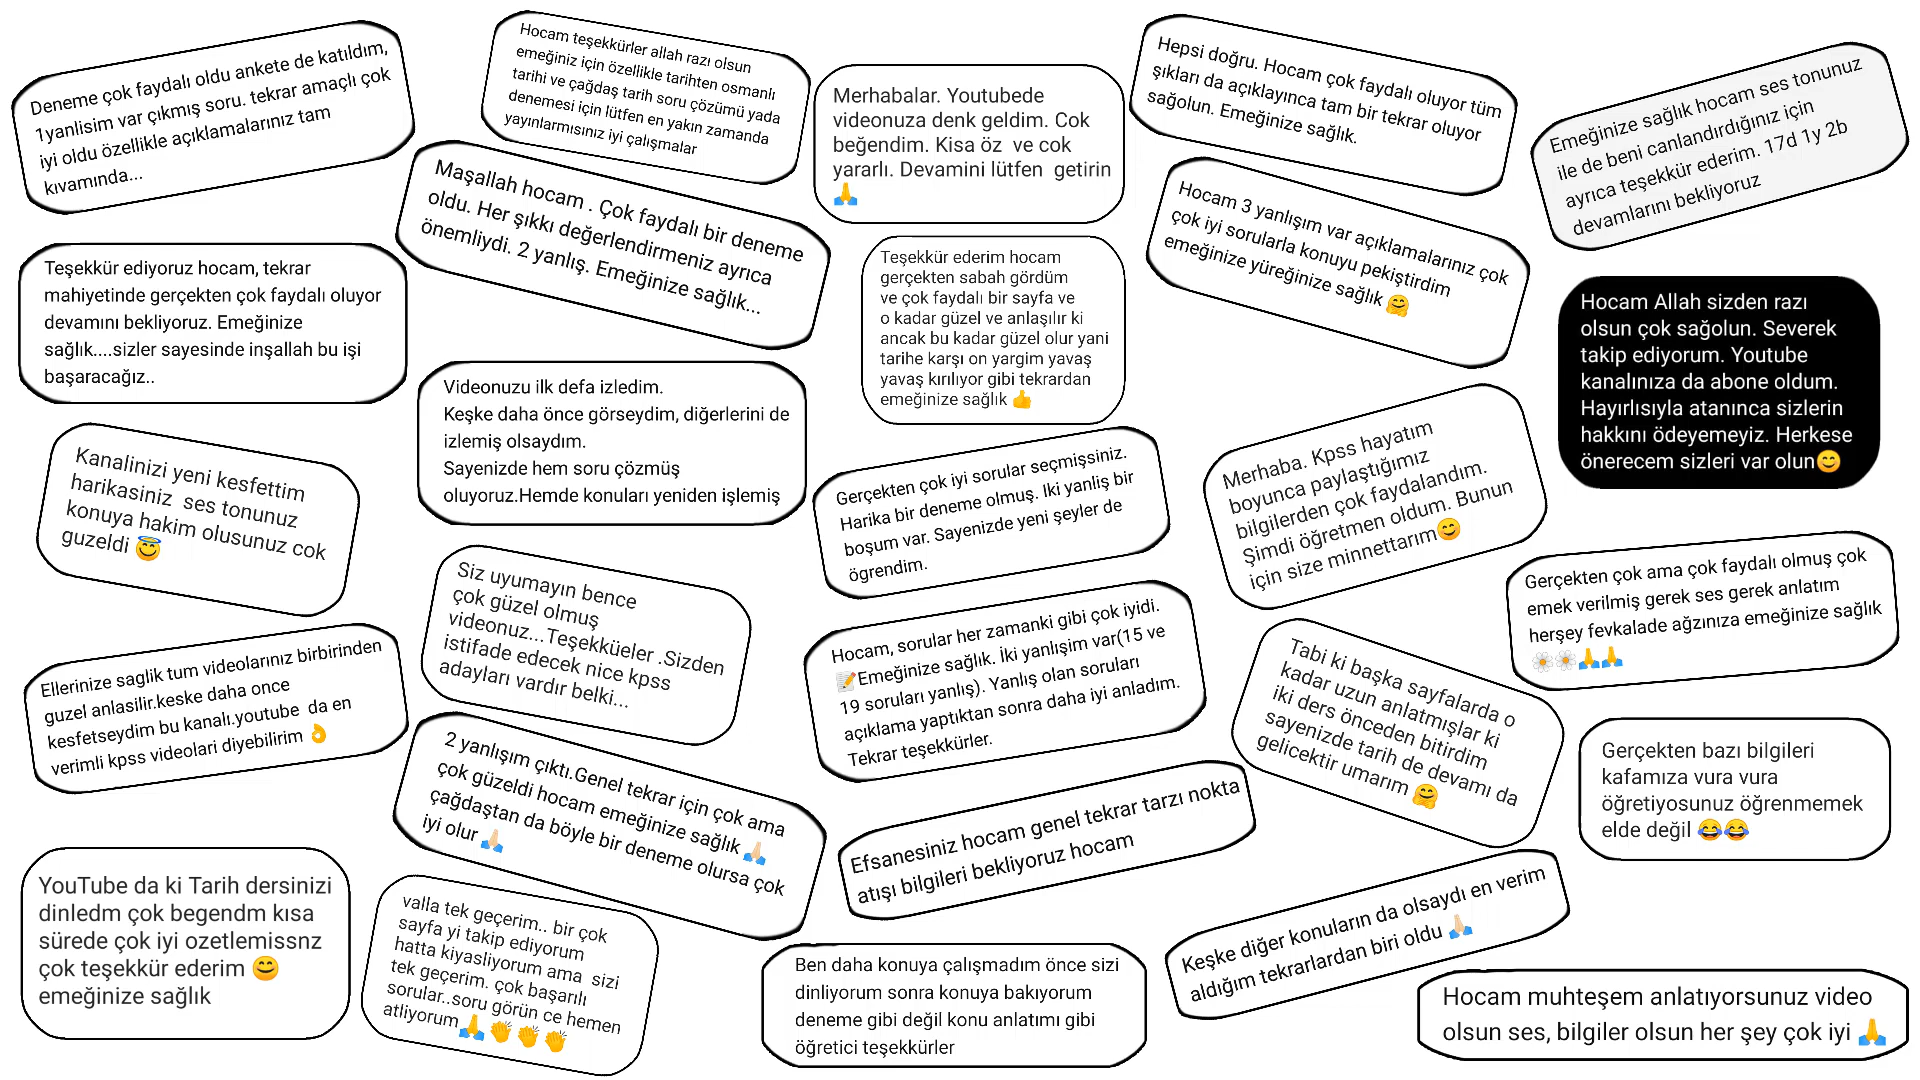 Deneme çok faydalı oldu ankete de katıldım,
1yanlisim var çıkmış soru. tekrar amaçlı çok
iyi oldu özellikle açıklamalarınız tam
kıvamında...
Hocam teşekkürler allah razı olsun
emeğiniz için özellikle tarihten osmanlı
tarihi ve çağdaş tarih soru çözümü yada
denemesi için lütfen en yakın zamanda
yayınlarmısınız iyi çalışmalar
Merhabalar. Youtubede
videonuza denk geldim. Cok
beğendim. Kisa öz ve cok
yararlı. Devamini lütfen getirin
🙏
Hepsi doğru. Hocam çok faydalı oluyor tüm
şıkları da açıklayınca tam bir tekrar oluyor
sağolun. Emeğinize sağlık.
Emeğinize sağlık hocam ses tonunuz
ile de beni canlandırdığınız için
ayrıca teşekkür ederim. 17d 1y 2b
devamlarını bekliyoruz
Maşallah hocam . Çok faydalı bir deneme
oldu. Her şıkkı değerlendirmeniz ayrıca
önemliydi. 2 yanlış. Emeğinize sağlık...
Hocam 3 yanlışım var açıklamalarınız çok
çok iyi sorularla konuyu pekiştirdim
emeğinize yüreğinize sağlık 🤗
Teşekkür ediyoruz hocam, tekrar
mahiyetinde gerçekten çok faydalı oluyor
devamını bekliyoruz. Emeğinize
sağlık....sizler sayesinde inşallah bu işi
başaracağız..
Teşekkür ederim hocam
gerçekten sabah gördüm
ve çok faydalı bir sayfa ve
o kadar güzel ve anlaşılır ki
ancak bu kadar güzel olur yani
tarihe karşı on yargim yavaş
yavaş kırılıyor gibi tekrardan
emeğinize sağlık 👍
Hocam Allah sizden razı
olsun çok sağolun. Severek
takip ediyorum. Youtube
kanalınıza da abone oldum.
Hayırlısıyla atanınca sizlerin
hakkını ödeyemeyiz. Herkese
önerecem sizleri var olun😊
Videonuzu ilk defa izledim.
Keşke daha önce görseydim, diğerlerini de
izlemiş olsaydım.
Sayenizde hem soru çözmüş
oluyoruz.Hemde konuları yeniden işlemiş
Kanalinizi yeni kesfettim
harikasiniz ses tonunuz
konuya hakim olusunuz cok
guzeldi 😇
Gerçekten çok iyi sorular seçmişsiniz.
Harika bir deneme olmuş. Iki yanliş bir
boşum var. Sayenizde yeni şeyler de
ögrendim.
Merhaba. Kpss hayatım
boyunca paylaştığımız
bilgilerden çok faydalandım.
Şimdi öğretmen oldum. Bunun
için size minnettarım😊
Gerçekten çok ama çok faydalı olmuş çok
emek verilmiş gerek ses gerek anlatım
herşey fevkalade ağzınıza emeğinize sağlık
🌼🌼🙏🙏
Siz uyumayın bence
çok güzel olmuş
videonuz...Teşekküeler .Sizden
istifade edecek nice kpss
adayları vardır belki...
Hocam, sorular her zamanki gibi çok iyidi.
📝Emeğinize sağlık. İki yanlışim var(15 ve
19 soruları yanlış). Yanlış olan soruları
açıklama yaptıktan sonra daha iyi anladım.
Tekrar teşekkürler.
Ellerinize saglik tum videolarınız birbirinden
guzel anlasilir.keske daha once
kesfetseydim bu kanalı.youtube da en
verimli kpss videolari diyebilirim 👌
Tabi ki başka sayfalarda o
kadar uzun anlatmışlar ki
iki ders önceden bitirdim
sayenizde tarih de devamı da
gelicektir umarım 🤗
Gerçekten bazı bilgileri
kafamıza vura vura
öğretiyosunuz öğrenmemek
elde değil 😂😂
2 yanlışım çıktı.Genel tekrar için çok ama
çok güzeldi hocam emeğinize sağlık 🙏🏻
çağdaştan da böyle bir deneme olursa çok
iyi olur 🙏🏻
Efsanesiniz hocam genel tekrar tarzı nokta
atışı bilgileri bekliyoruz hocam
YouTube da ki Tarih dersinizi
dinledm çok begendm kısa
sürede çok iyi ozetlemissnz
çok teşekkür ederim 😊
emeğinize sağlık
valla tek geçerim.. bir çok
sayfa yi takip ediyorum
hatta kiyasliyorum ama sizi
tek geçerim. çok başarılı
sorular..soru görün ce hemen
atliyorum🙏👏👏👏
Keşke diğer konuların da olsaydı en verim
aldığım tekrarlardan biri oldu 🙏🏻
Ben daha konuya çalışmadım önce sizi
dinliyorum sonra konuya bakıyorum
deneme gibi değil konu anlatımı gibi
öğretici teşekkürler
Hocam muhteşem anlatıyorsunuz video
olsun ses, bilgiler olsun her şey çok iyi 🙏